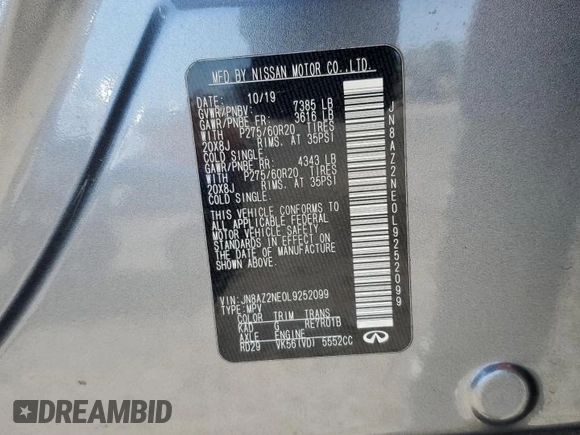 MFD BY NISSAN MOTOR CO.,LTD.
DATE: 10/19
GVWR/PNBV: 7385 LB
GAWR/PNBE FR: 3616 LB
WITH P275/60R20 TIRES
20X8J RIMS. AT 35PSI
COLD SINGLE.
GAWR/PNBE RR: 4343 LB
WITH P275/60R20 TIRES
20X8J RIMS. AT 35PSI
COLD SINGLE.
THIS VEHICLE CONFORMS TO
ALL APPLICABLE FEDERAL
MOTOR VEHICLE SAFETY
STANDARDS IN EFFECT ON
THE DATE OF MANUFACTURE
SHOWN ABOVE.
VIN: JN8AZ2NE0L9252099
TYPE: MPV
COLOR TRIM TRANS
KAD G RE7R01B
AXLE ENGINE
RD29 VK56(VD) 5552CC
JN8AZ2NE0L9252099
INFINITI
DREAMBID